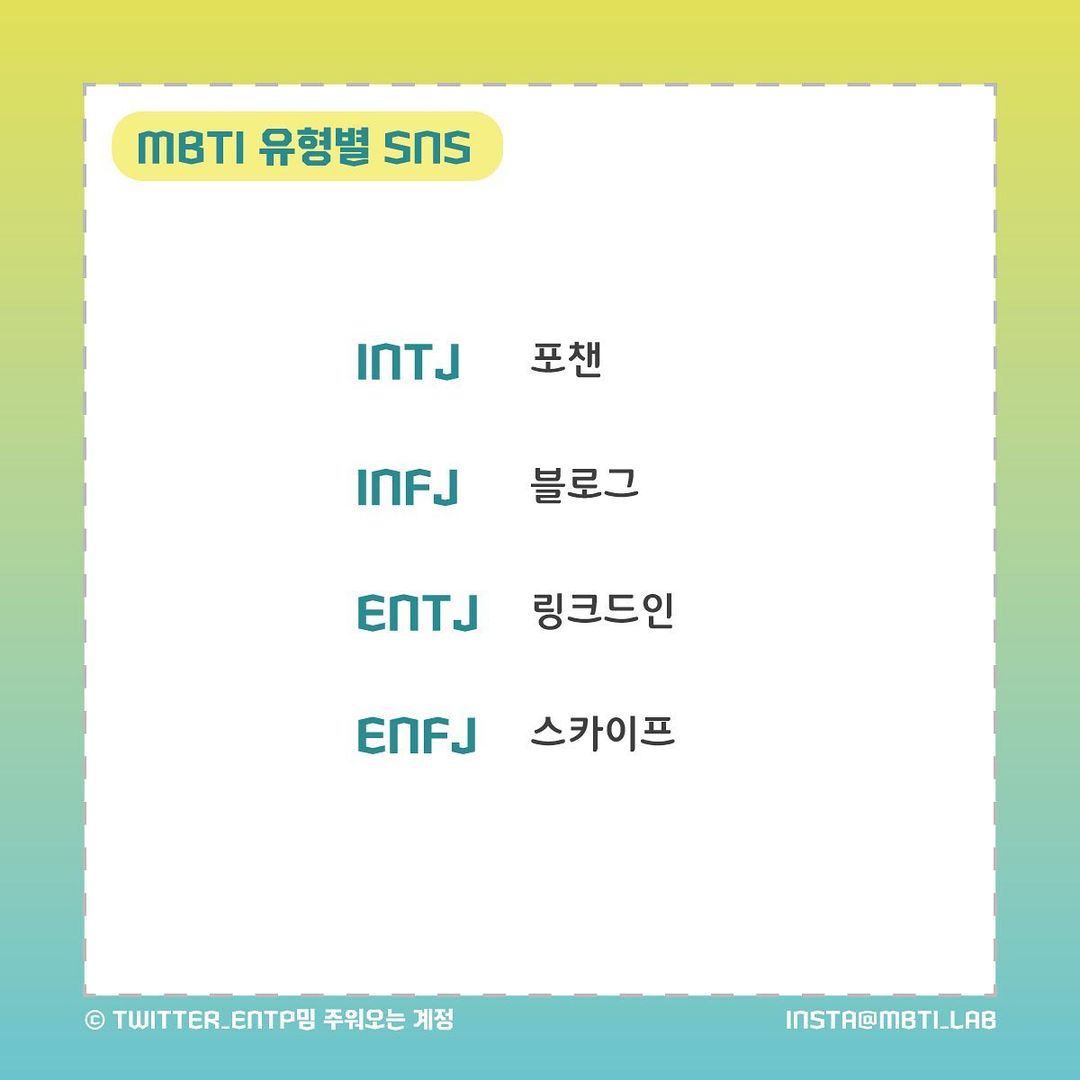 MBTI 유형별 SNS
INTJ 포챈
INFJ 블로그
ENTJ 링크드인
ENFJ 스카이프
© TWITTER_ENTP밈 주워오는 계정
INSTA@MBTI_LAB